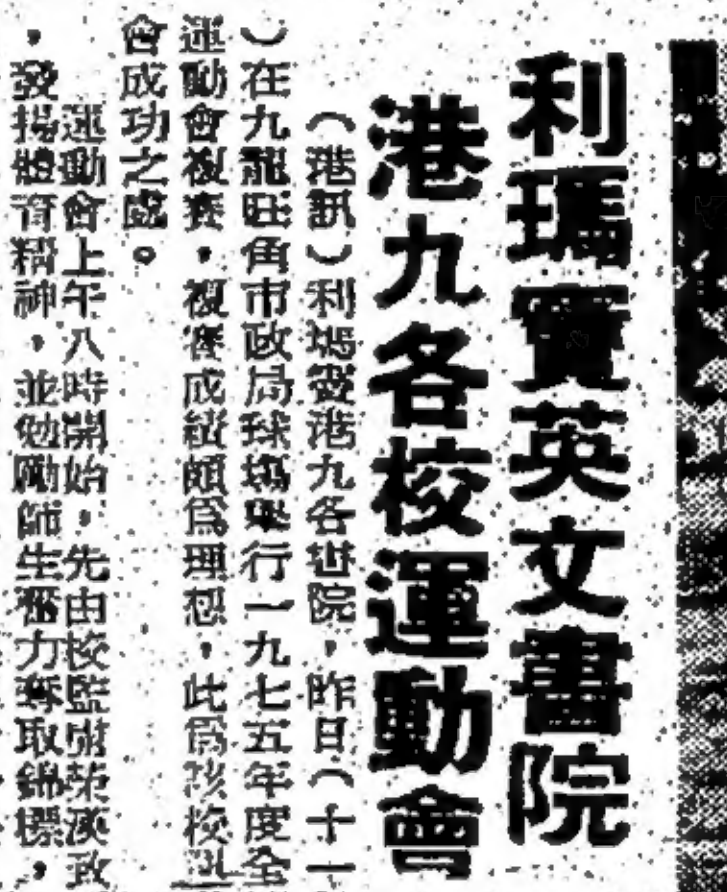 利瑪竇英文書院
港九各校運動會
（港訊）利瑪竇港九各書院，昨日（十一
）在九龍旺角市政局球場舉行一九七五年度全
運動會複賽，複賽成績頗爲理想，此爲該校
會成功之處。
運動會上午八時開始，先由校監 榮漢致
，發揚體育精神，並勉勵師生奮力奪取錦標，